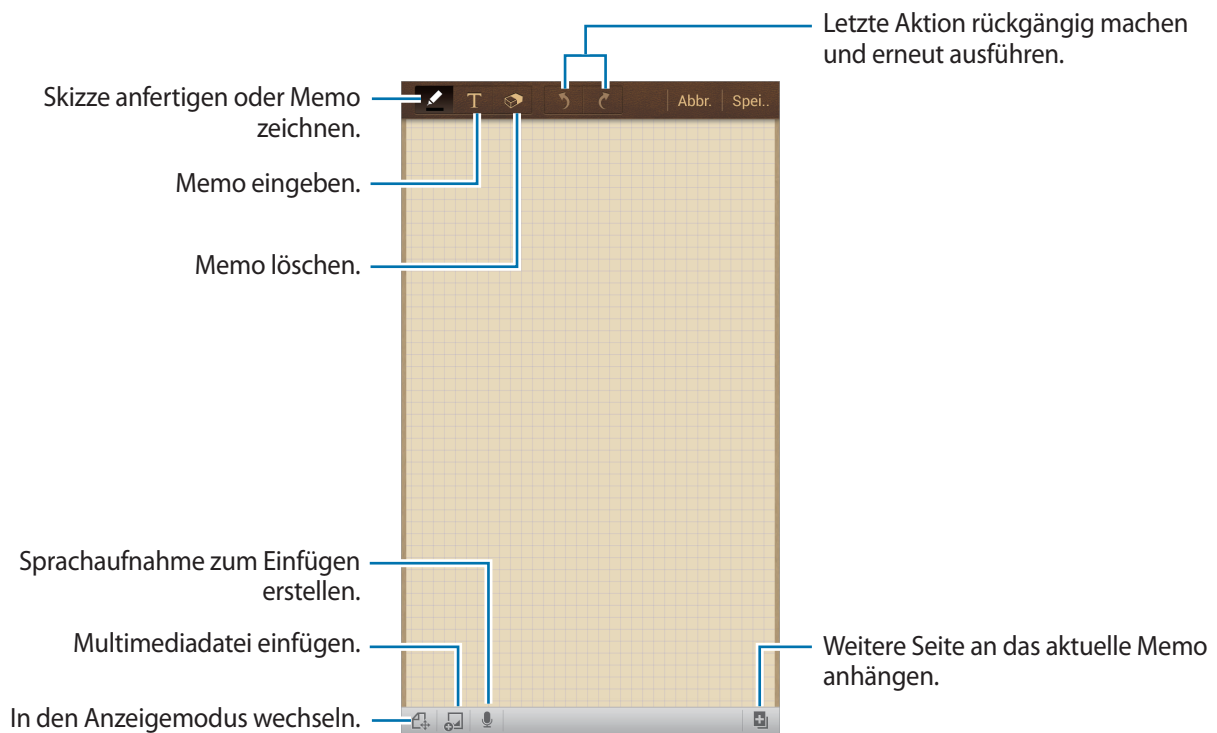 Letzte Aktion rückgängig machen
und erneut ausführen.
Skizze anfertigen oder Memo
zeichnen.
T
Abbr.
Spei..
Memo eingeben.
Memo löschen.
Sprachaufnahme zum Einfügen
erstellen.
Multimediadatei einfügen.
Weitere Seite an das aktuelle Memo
anhängen.
In den Anzeigemodus wechseln.